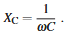 X_C = 1/ωC .